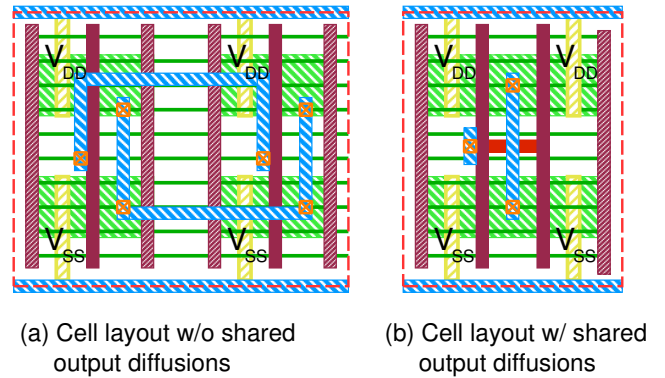 V DD V DD V DD V DD
V SS V SS V SS V SS
(a) Cell layout w/o shared
output diffusions
(b) Cell layout w/ shared
output diffusions